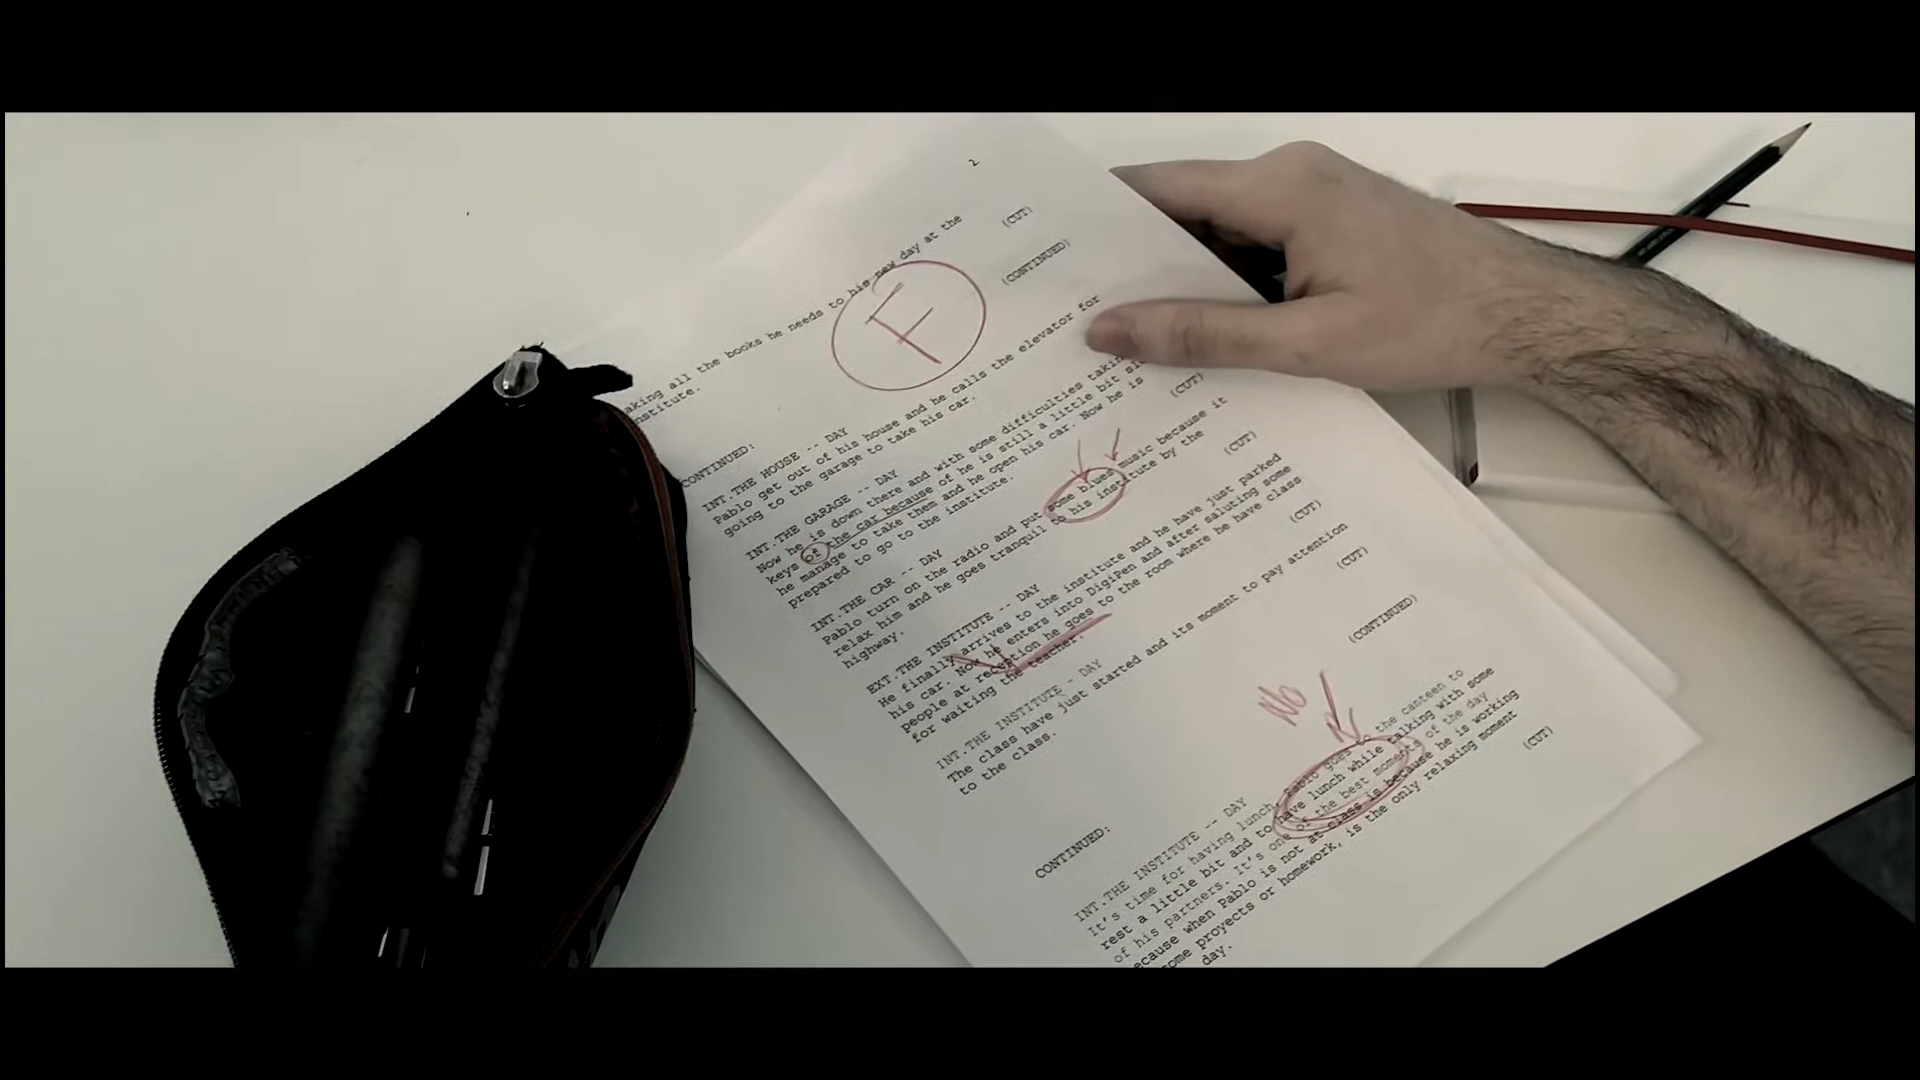 2.
aking all the books he needs to his new day at the
nstitute.
(CUT)
(CONTINUED)
F
CONTINUED:
INT.THE HOUSE -- DAY
Pablo get out of his house and he calls the elevator for
going to the garage to take his car.
INT.THE GARAGE -- DAY
Now he is down there and with some difficulties takin
keys of the car because of he is still a little bit
he manage to take them and he open his car. Now he is
prepared to go to the institute.
(CUT)
INT.THE CAR -- DAY
Pablo turn on the radio and put some blues music because it
relax him and he goes tranquil to his institute by the
highway.
(CUT)
EXT.THE INSTITUTE -- DAY
He finally arrives to the institute and he have just parked
his car. Now he enters into DigiPen and after saluting some
people at reception he goes to the room where he have class
for waiting the teacher.
(CUT)
INT.THE INSTITUTE - DAY
The class have just started and its moment to pay attention
to the class.
(CUT)
(CONTINUED)
No
CONTINUED:
INT.THE INSTITUTE -- DAY
It's time for having lunch, Pablo goes to the canteen to
rest a little bit and to have lunch while talking with some
of his partners. It's one of the best moments of the day
ecause when Pablo is not at class is because he is working
ome proyects or homework, is the only relaxing moment
day.
(CUT)